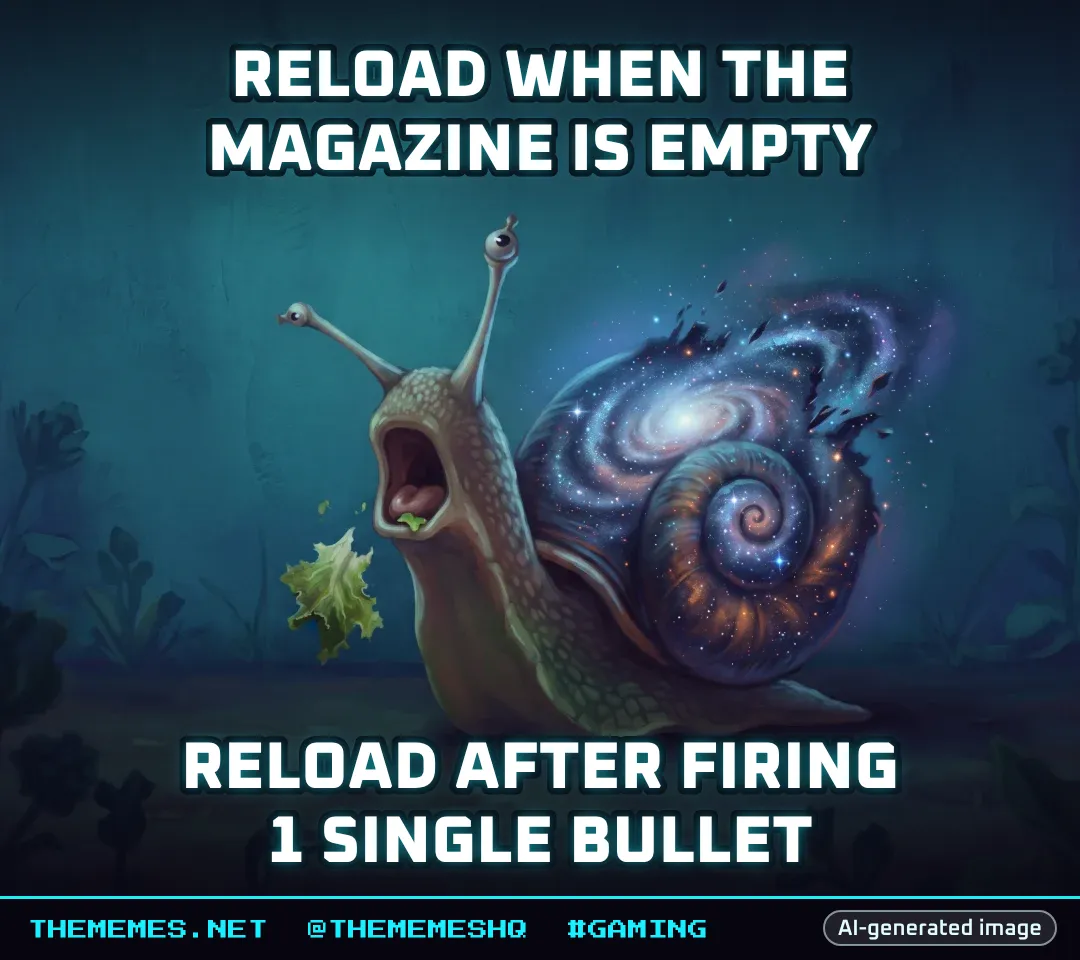 RELOAD WHEN THE
MAGAZINE IS EMPTY
RELOAD AFTER FIRING
1 SINGLE BULLET
THEMEMES.NET @THEMEMESHQ #GAMING AI-generated image